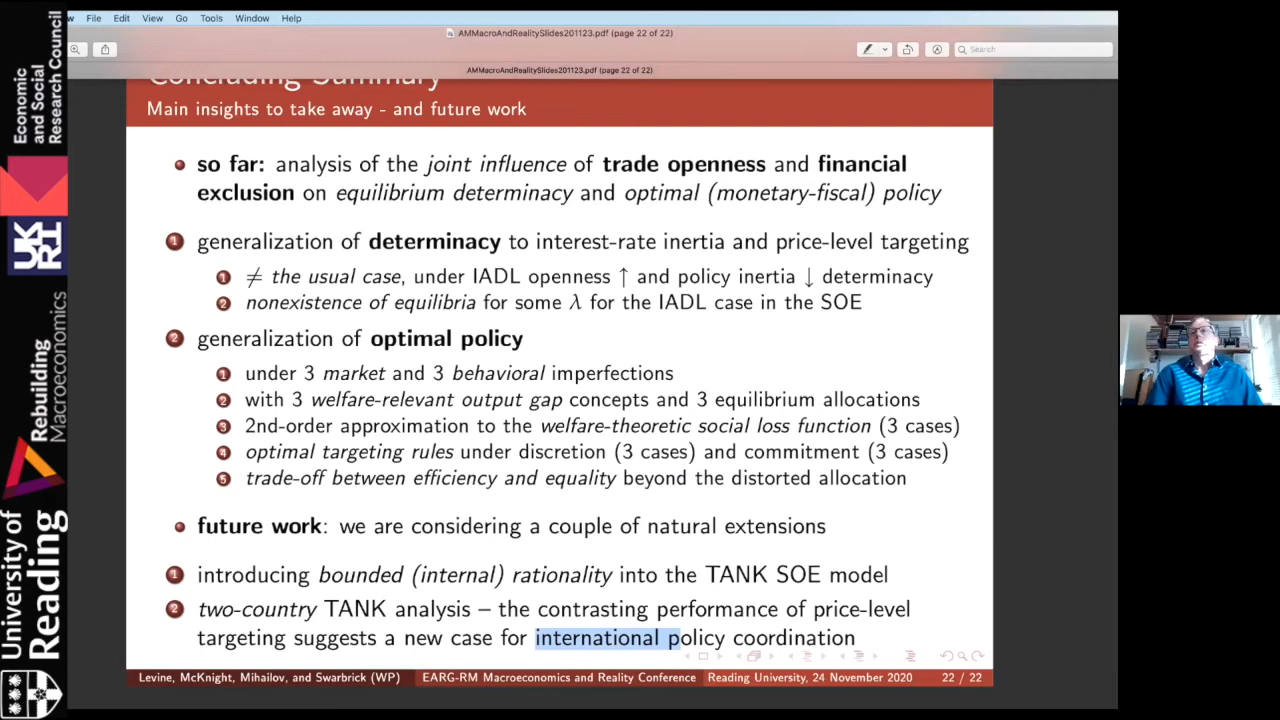 w File Edit View Go Tools Window Help
AMMacroAndRealitySlides201123.pdf (page 22 of 22)
Search
AMMacroAndRealitySlides201123.pdf (page 22 of 22)
Concluding Summary
Main insights to take away - and future work
so far: analysis of the joint influence of trade openness and financial
exclusion on equilibrium determinacy and optimal (monetary-fiscal) policy
1 generalization of determinacy to interest-rate inertia and price-level targeting
1 ≠ the usual case, under IADL openness ↑ and policy inertia ↓ determinacy
2 nonexistence of equilibria for some λ for the IADL case in the SOE
2 generalization of optimal policy
1 under 3 market and 3 behavioral imperfections
2 with 3 welfare-relevant output gap concepts and 3 equilibrium allocations
3 2nd-order approximation to the welfare-theoretic social loss function (3 cases)
4 optimal targeting rules under discretion (3 cases) and commitment (3 cases)
5 trade-off between efficiency and equality beyond the distorted allocation
future work: we are considering a couple of natural extensions
1 introducing bounded (internal) rationality into the TANK SOE model
2 two-country TANK analysis – the contrasting performance of price-level
targeting suggests a new case for international policy coordination
Levine, McKnight, Mihailov, and Swarbrick (WP) EARG-RM Macroeconomics and Reality Conference Reading University, 24 November 2020 22 / 22
Economic
and Social
Research Council
UKRI
Rebuilding
Macroeconomics
University of
Reading